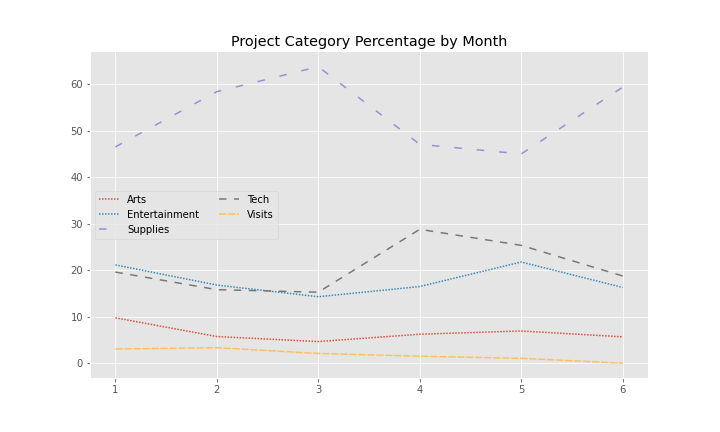 Project Category Percentage by Month
60
50
40
30
20
10
0
Arts
Entertainment
Supplies
Tech
Visits
1 2 3 4 5 6